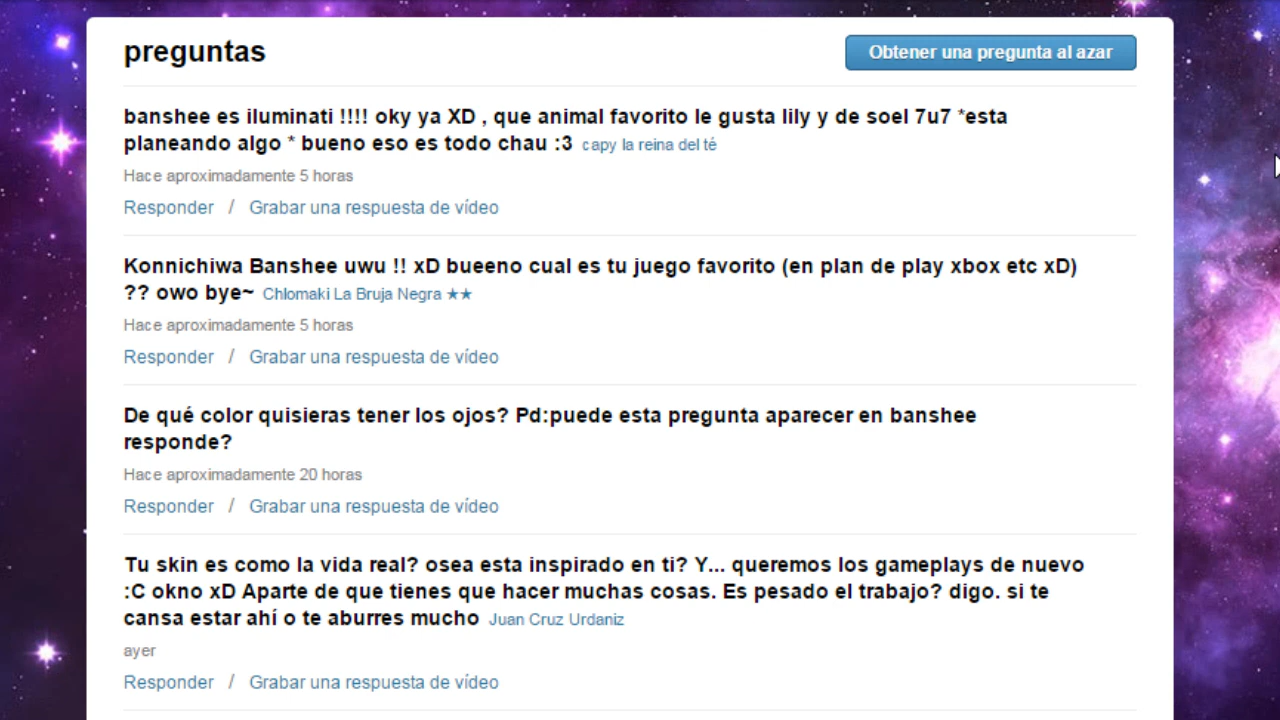 preguntas
Obtener una pregunta al azar
banshee es iluminati !!!! oky ya XD , que animal favorito le gusta lily y de soel 7u7 *esta
planeando algo * bueno eso es todo chau :3 capy la reina del té
Hace aproximadamente 5 horas
Responder / Grabar una respuesta de vídeo
Konnichiwa Banshee uwu !! xD bueeno cual es tu juego favorito (en plan de play xbox etc xD)
?? owo bye~ Chlomaki La Bruja Negra ★★
Hace aproximadamente 5 horas
Responder / Grabar una respuesta de vídeo
De qué color quisieras tener los ojos? Pd:puede esta pregunta aparecer en banshee
responde?
Hace aproximadamente 20 horas
Responder / Grabar una respuesta de vídeo
Tu skin es como la vida real? osea esta inspirado en ti? Y... queremos los gameplays de nuevo
:C okno xD Aparte de que tienes que hacer muchas cosas. Es pesado el trabajo? digo. si te
cansa estar ahí o te aburres mucho Juan Cruz Urdaniz
ayer
Responder / Grabar una respuesta de vídeo